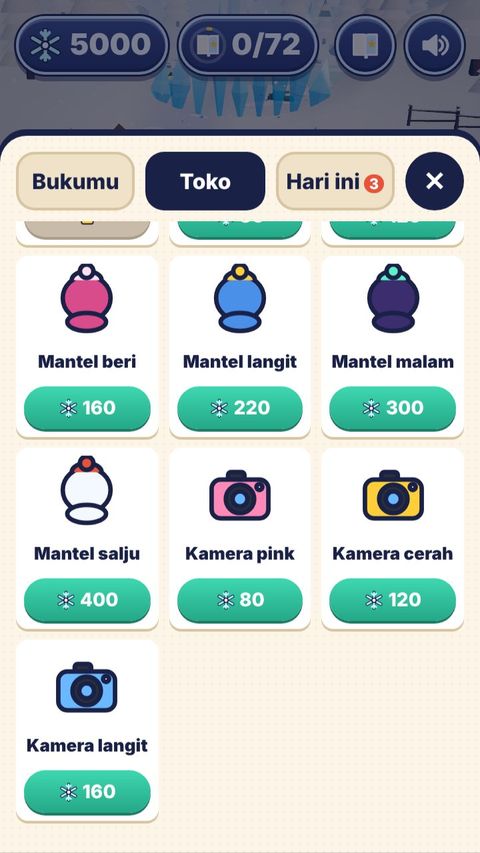 5000
0/72
Bukumu
Toko
Hari ini 3
Mantel beri
Mantel langit
Mantel malam
160
220
300
Mantel salju
Kamera pink
Kamera cerah
400
80
120
Kamera langit
160